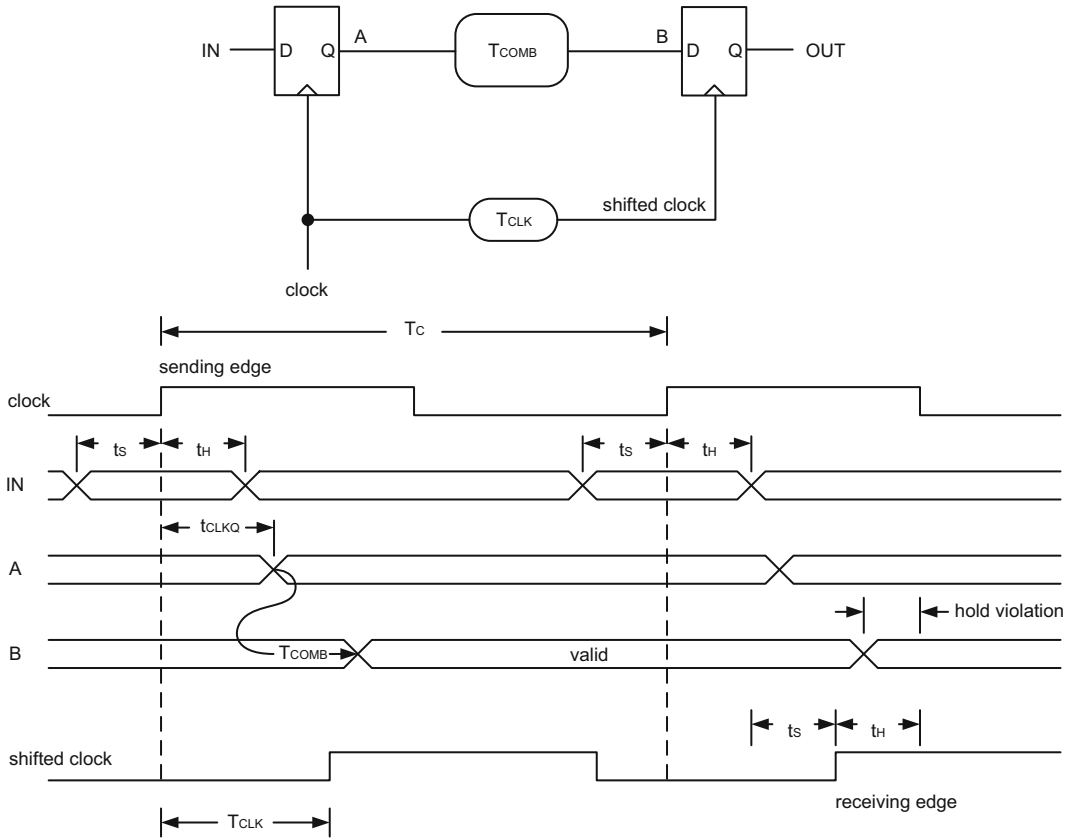 IN D Q A TCOMB B D Q OUT
TCLK shifted clock
clock
TC
sending edge
clock
tS tH tS tH
IN
tCLKQ
A
hold violation
B TCOMB valid
tS tH
shifted clock
receiving edge
TCLK